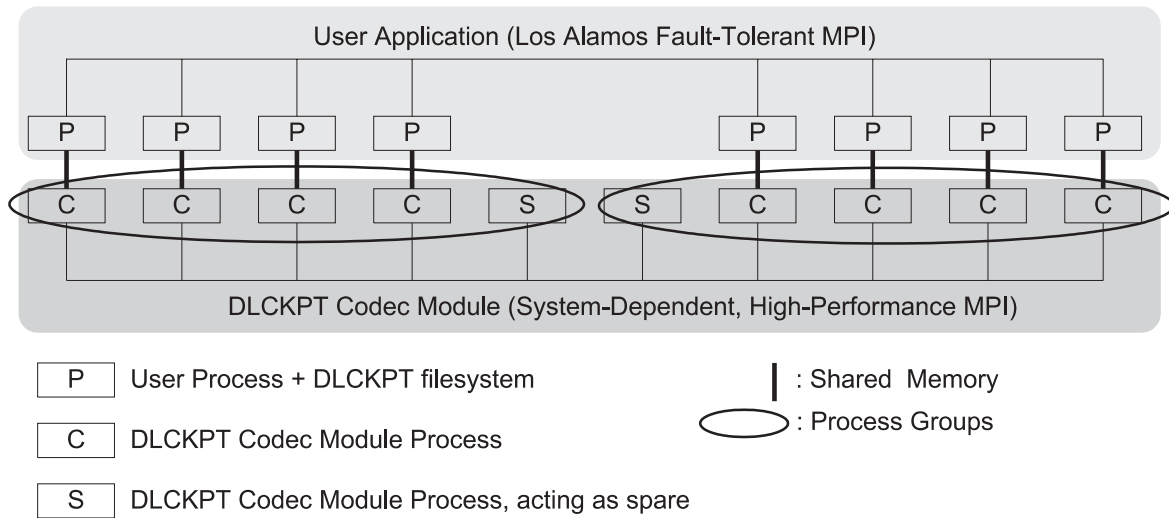 User Application (Los Alamos Fault-Tolerant MPI)
P P P P P P P P
C C C C S S C C C C
DLCKPT Codec Module (System-Dependent, High-Performance MPI)
P User Process + DLCKPT filesystem
: Shared Memory
C DLCKPT Codec Module Process
: Process Groups
S DLCKPT Codec Module Process, acting as spare